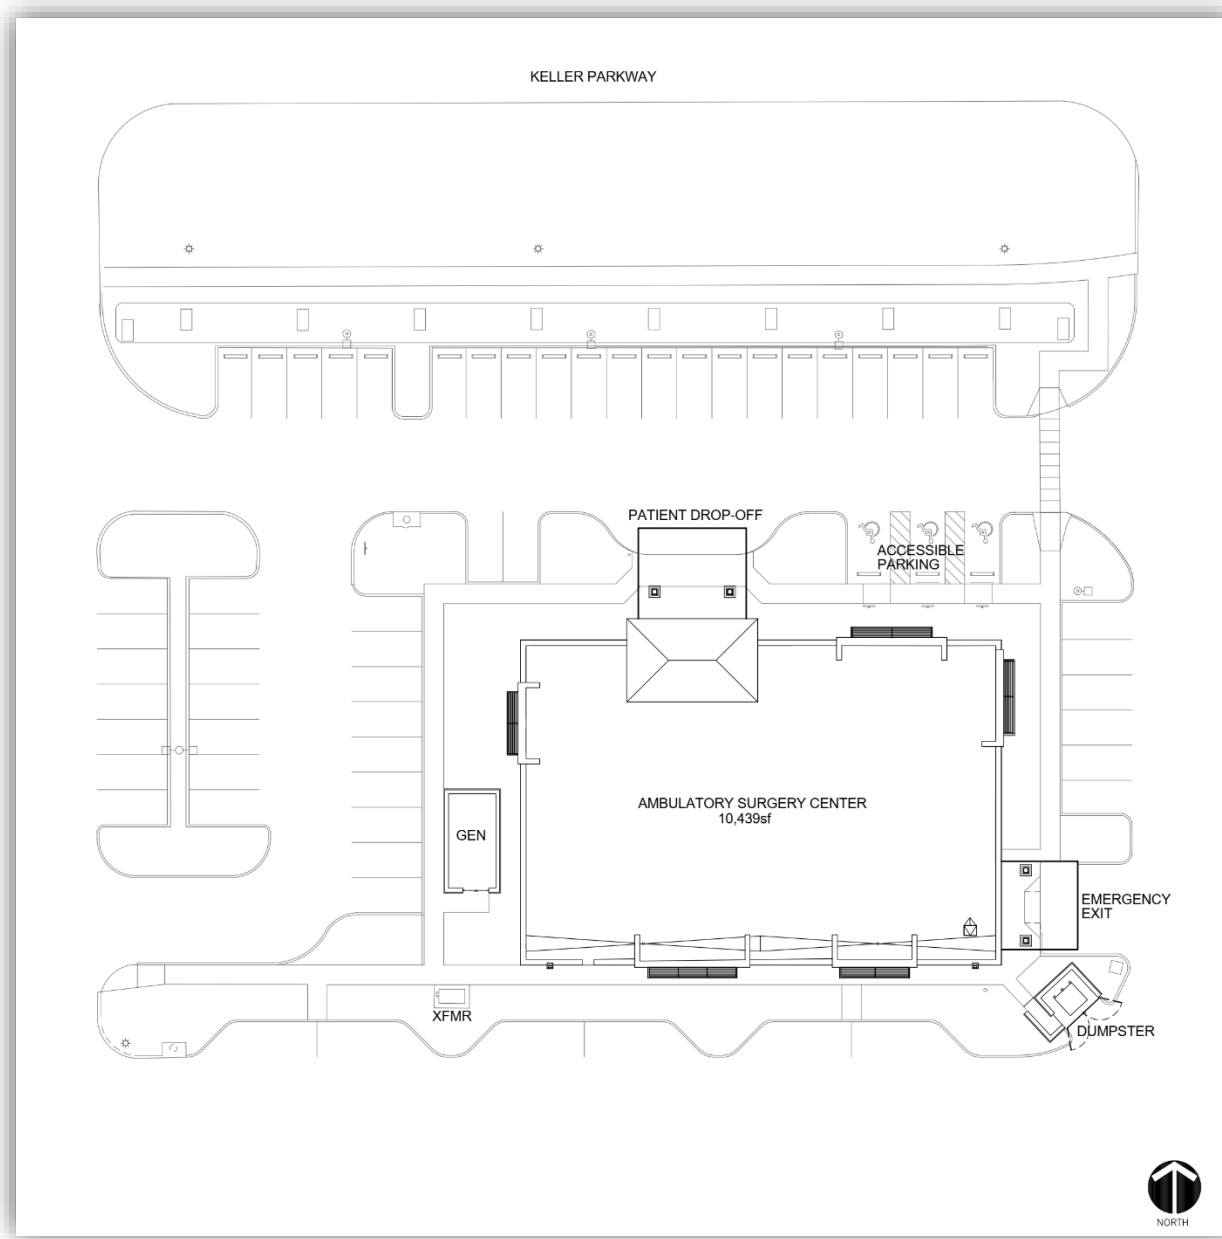 KELLER PARKWAY
PATIENT DROP-OFF
ACCESSIBLE
PARKING
AMBULATORY SURGERY CENTER
10,439sf
GEN
EMERGENCY
EXIT
XFMR
DUMPSTER
NORTH